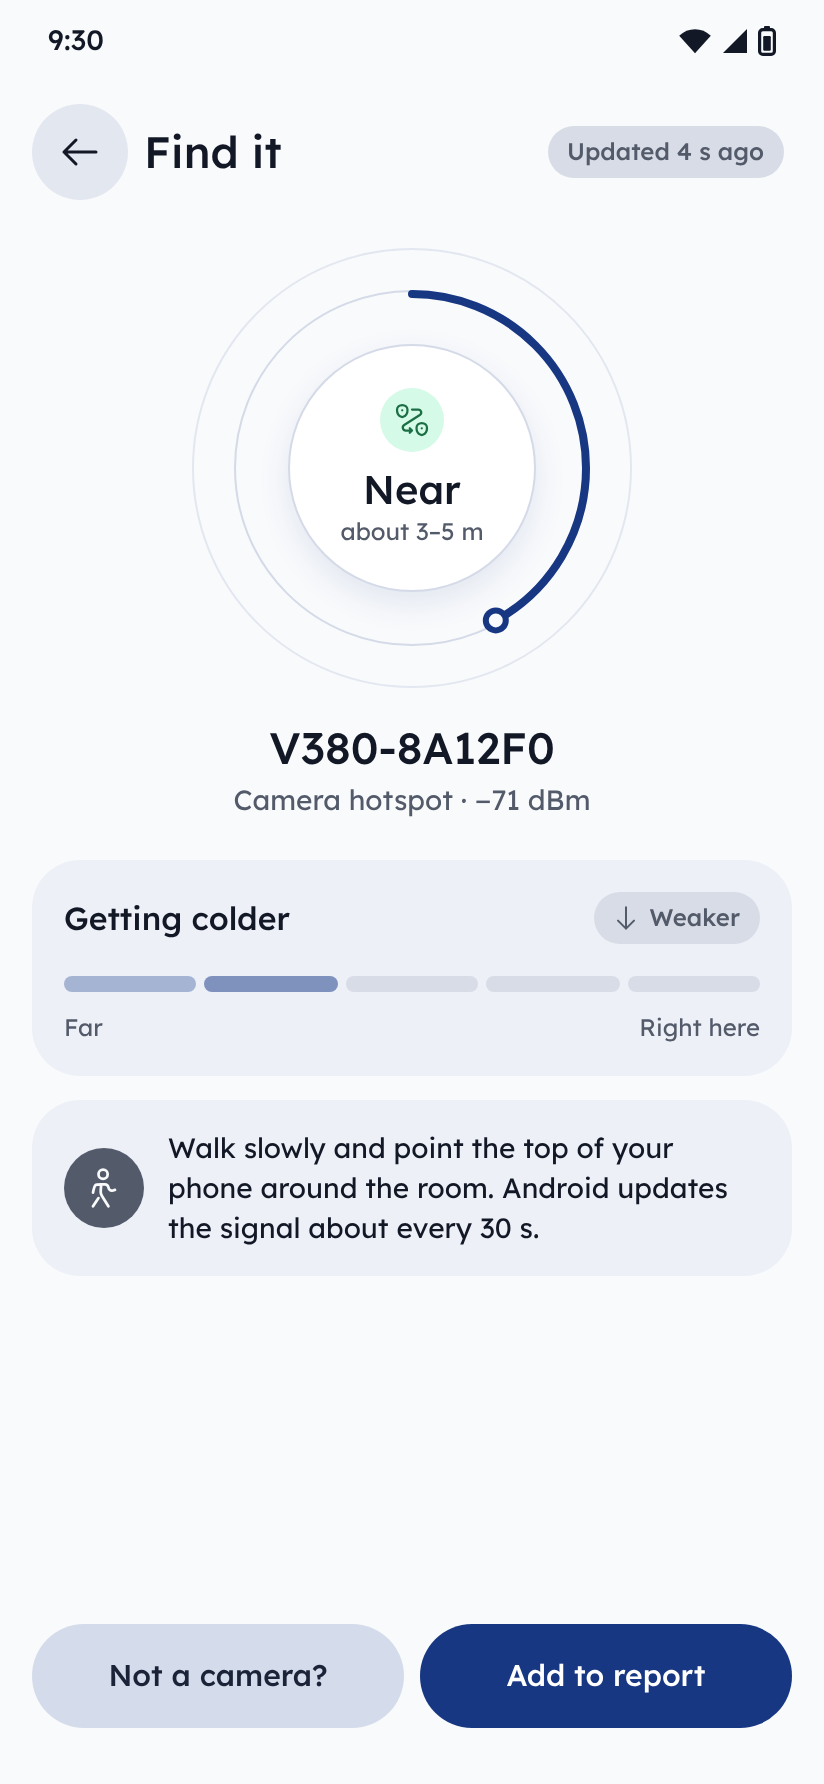 9:30
Find it
Updated 4 s ago
Near
about 3–5 m
V380-8A12F0
Camera hotspot · −71 dBm
Getting colder
Weaker
Far
Right here
Walk slowly and point the top of your
phone around the room. Android updates
the signal about every 30 s.
Not a camera?
Add to report